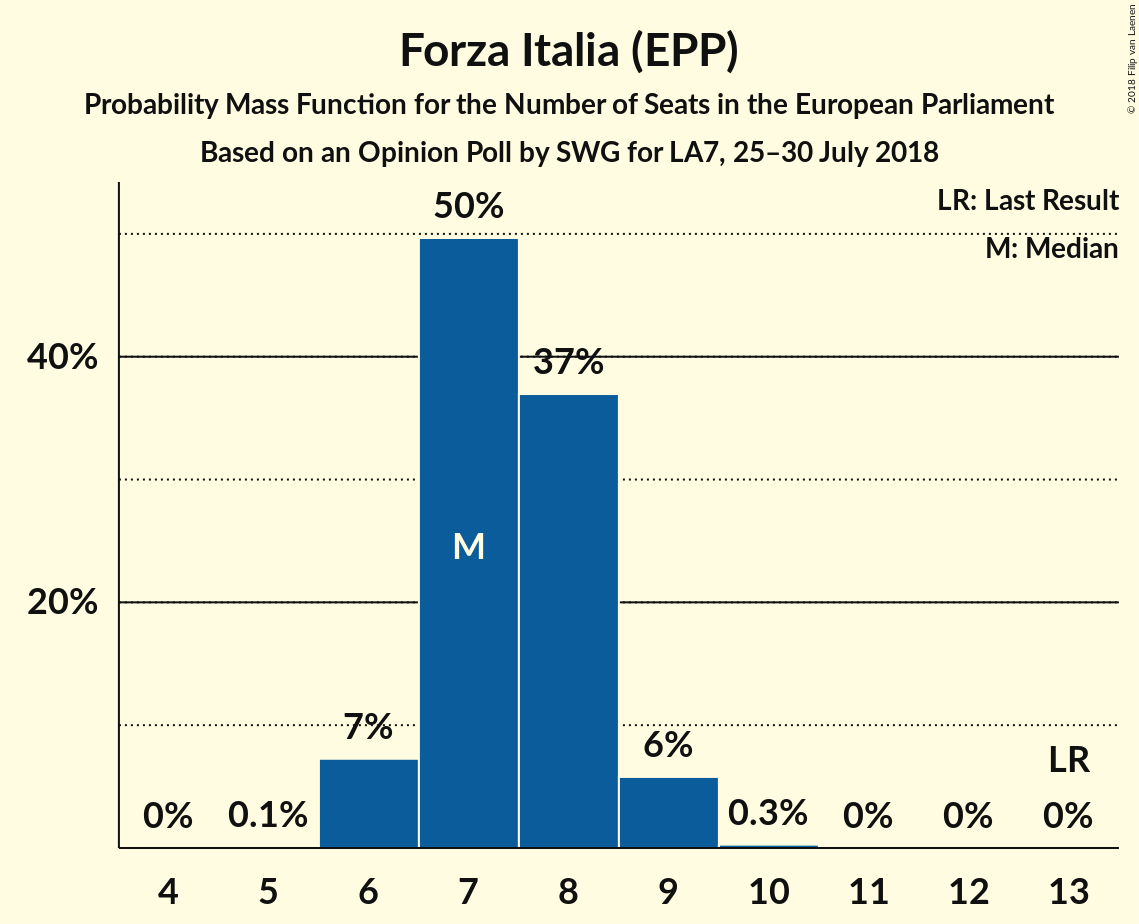 Forza Italia (EPP)
Probability Mass Function for the Number of Seats in the European Parliament
Based on an Opinion Poll by SWG for LA7, 25–30 July 2018
© 2018 Filip van Laenen
LR: Last Result
M: Median
50%
40%
37%
M
20%
7%
6%
LR
0%
0.1%
0.3%
0%
0%
0%
4 5 6 7 8 9 10 11 12 13